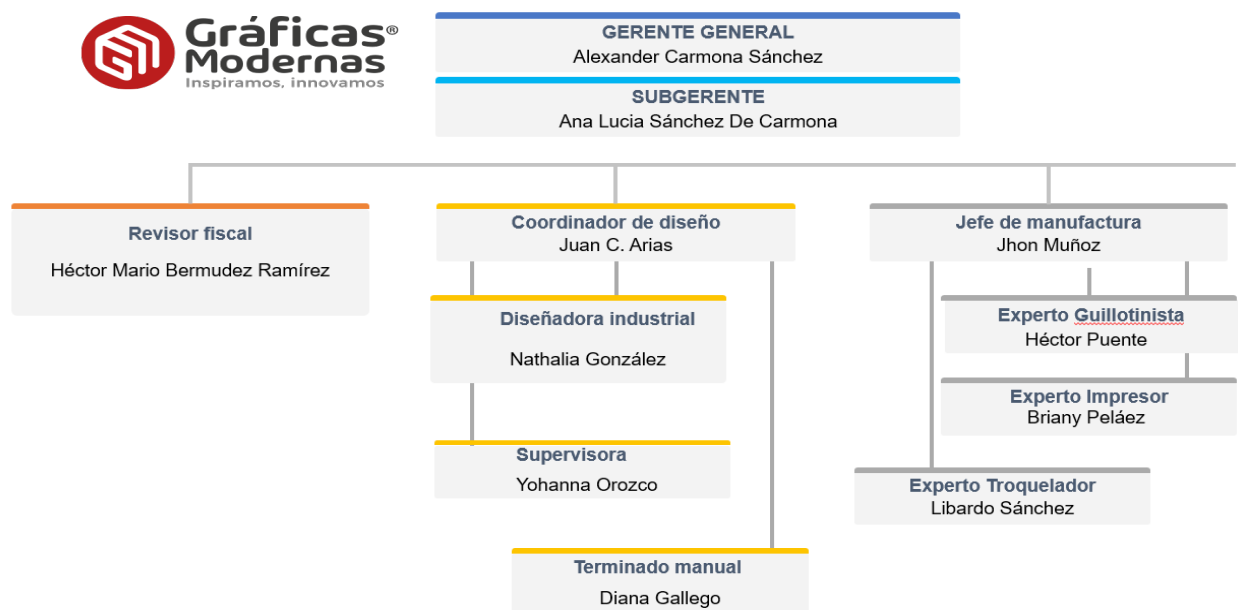 Gráficas®
Modernas
Inspiramos, innovamos
GERENTE GENERAL
Alexander Carmona Sánchez
SUBGERENTE
Ana Lucia Sánchez De Carmona
Revisor fiscal
Héctor Mario Bermudez Ramírez
Coordinador de diseño
Juan C. Arias
Diseñadora industrial
Nathalia González
Supervisora
Yohanna Orozco
Terminado manual
Diana Gallego
Jefe de manufactura
Jhon Muñoz
Experto Guillotinista
Héctor Puente
Experto Impresor
Briany Peláez
Experto Troquelador
Libardo Sánchez